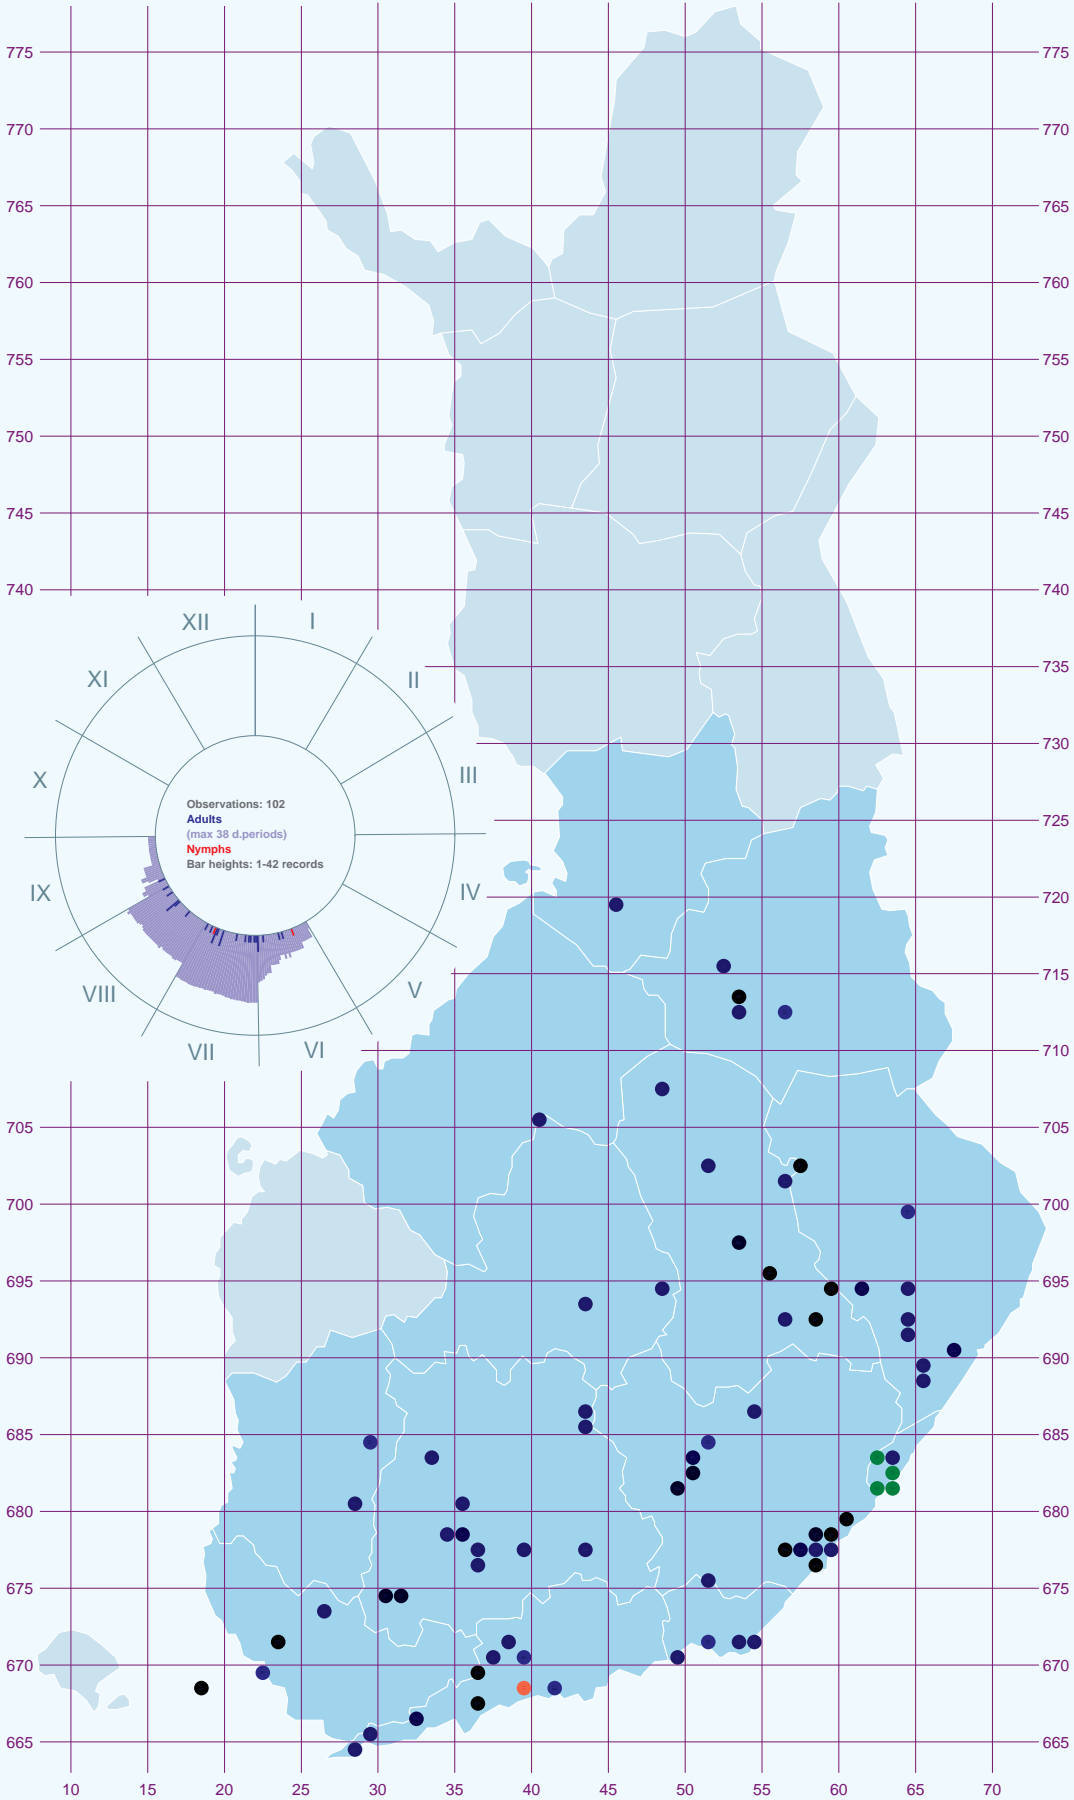 775 775
770 770
765 765
760 760
755 755
750 750
745 745
740 740
XII I
XI II
735
730
X III
Observations: 102
Adults
(max 38 d.periods)
Nymphs
Bar heights: 1-42 records
725
IX IV
720
VIII V
715
VII VI
710
705 705
700 700
695 695
690 690
685 685
680 680
675 675
670 670
665 665
10 15 20 25 30 35 40 45 50 55 60 65 70